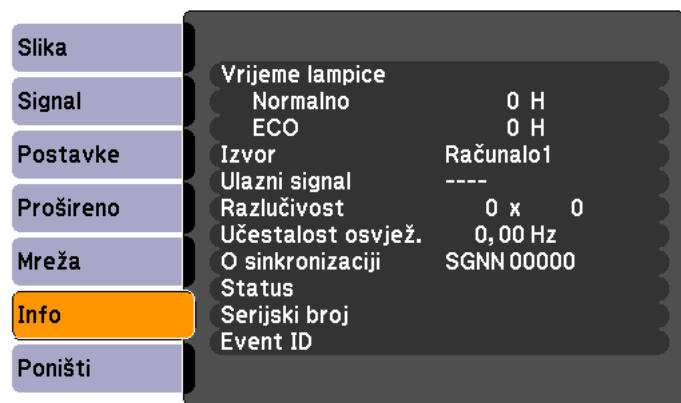 Slika
Signal
Postavke
Prošireno
Mreža
Info
Poništi
Vrijeme lampice
Normalno 0 H
ECO 0 H
Izvor Računalo1
Ulazni signal ----
Razlučivost 0 x 0
Učestalost osvjež. 0,00 Hz
O sinkronizaciji SGNN 00000
Status
Serijski broj
Event ID